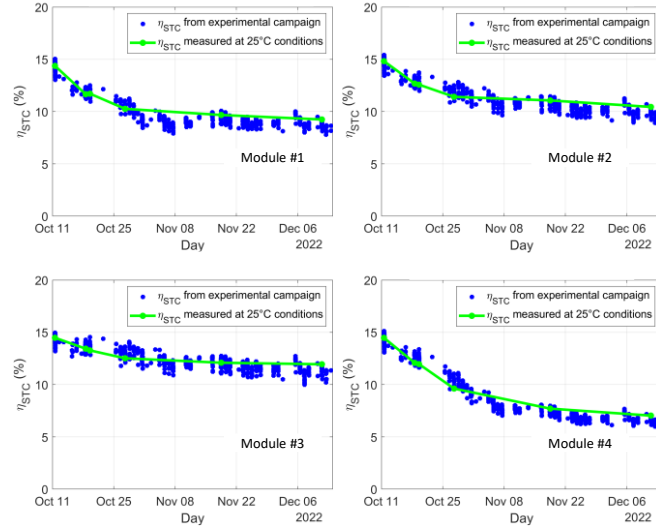 20
15
10
5
0
η_STC (%)
η_STC from experimental campaign
η_STC measured at 25°C conditions
Module #1
Oct 11 Oct 25 Nov 08 Nov 22 Dec 06
Day 2022
20
15
10
5
0
η_STC (%)
η_STC from experimental campaign
η_STC measured at 25°C conditions
Module #2
Oct 11 Oct 25 Nov 08 Nov 22 Dec 06
Day 2022
20
15
10
5
0
η_STC (%)
η_STC from experimental campaign
η_STC measured at 25°C conditions
Module #3
Oct 11 Oct 25 Nov 08 Nov 22 Dec 06
Day 2022
20
15
10
5
0
η_STC (%)
η_STC from experimental campaign
η_STC measured at 25°C conditions
Module #4
Oct 11 Oct 25 Nov 08 Nov 22 Dec 06
Day 2022